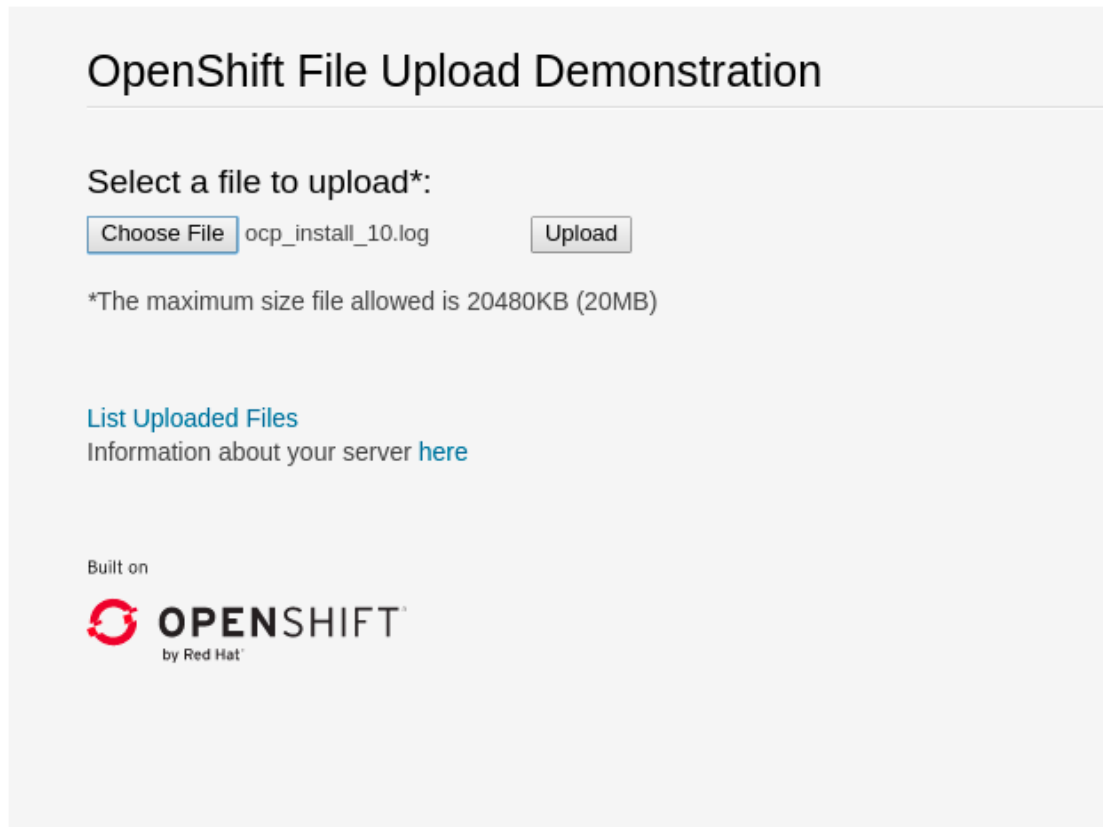 OpenShift File Upload Demonstration
Select a file to upload*:
Choose File ocp_install_10.log Upload
*The maximum size file allowed is 20480KB (20MB)
List Uploaded Files
Information about your server here
Built on
OPENSHIFT
by Red Hat